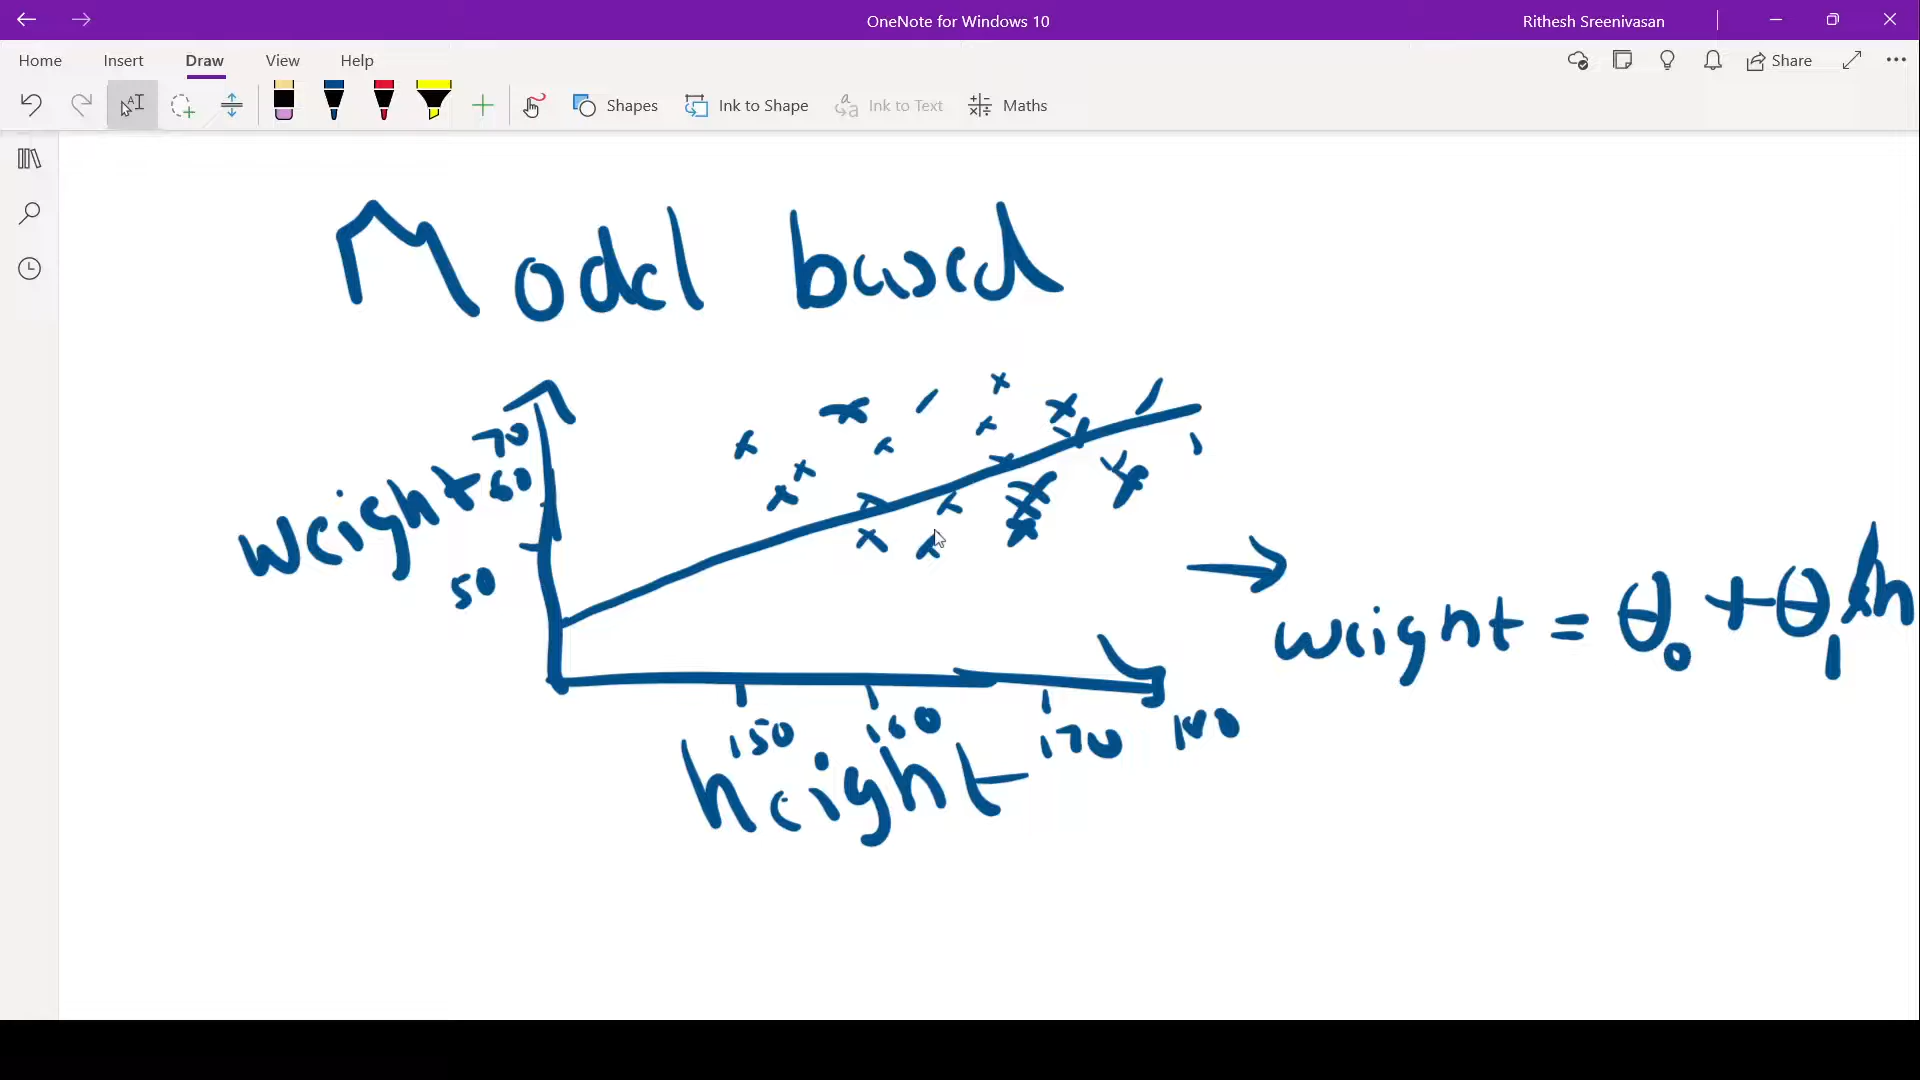 OneNote for Windows 10
Rithesh Sreenivasan
Home Insert Draw View Help
Share
Shapes Ink to Shape Ink to Text Maths
Model based
70
60
weight
50
weight = θ₀ + θ₁h
150 160 170 180
height